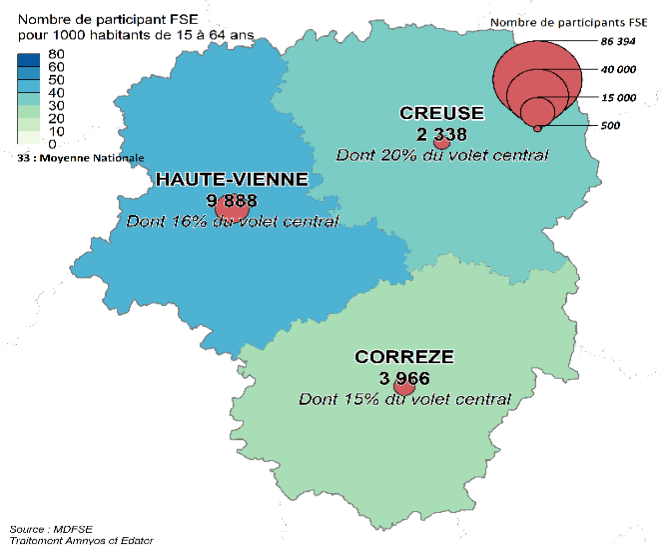 Nombre de participant FSE
pour 1000 habitants de 15 à 64 ans
80
60
50
40
30
20
10
0
33 : Moyenne Nationale
Nombre de participants FSE
86 394
40 000
15 000
500
CREUSE
2 338
Dont 20% du volet central
HAUTE-VIENNE
9 888
Dont 16% du volet central
CORREZE
3 966
Dont 15% du volet central
Source : MDFSE
Traitement Amnyos et Edater